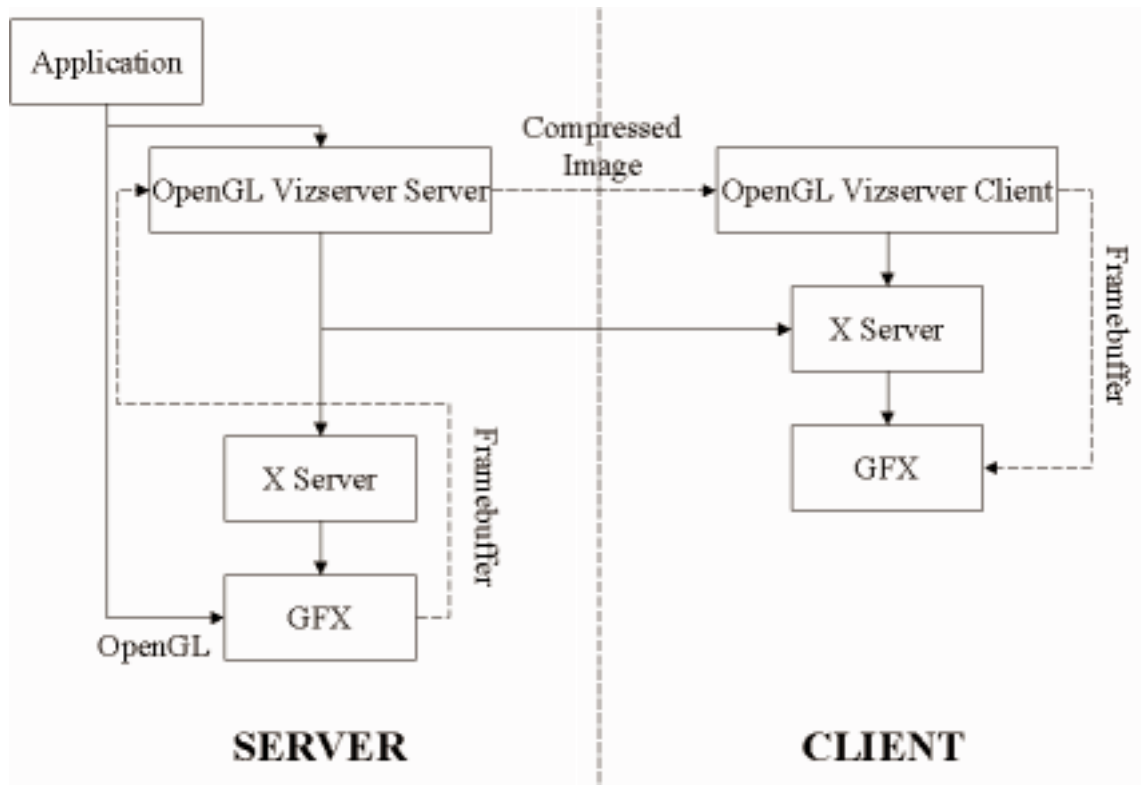 Application
Compressed
Image
OpenGL Vizserver Server
OpenGL Vizserver Client
Framebuffer
X Server
X Server
GFX
Framebuffer
GFX
OpenGL
SERVER
CLIENT